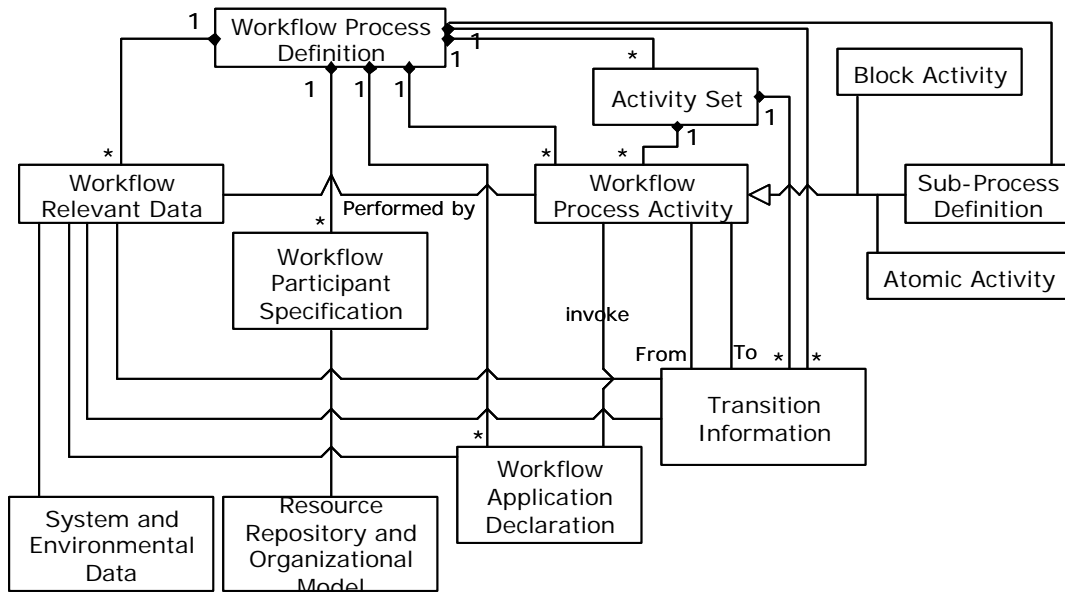 1
Workflow Process
Definition
1
1
1
1
1
*
Activity Set
1
1
Block Activity
*
*
*
Workflow
Relevant Data
Performed by
Workflow
Process Activity
Sub-Process
Definition
*
Workflow
Participant
Specification
Atomic Activity
invoke
From
To
*
*
Transition
Information
*
Workflow
Application
Declaration
System and
Environmental
Data
Resource
Repository and
Organizational
Model